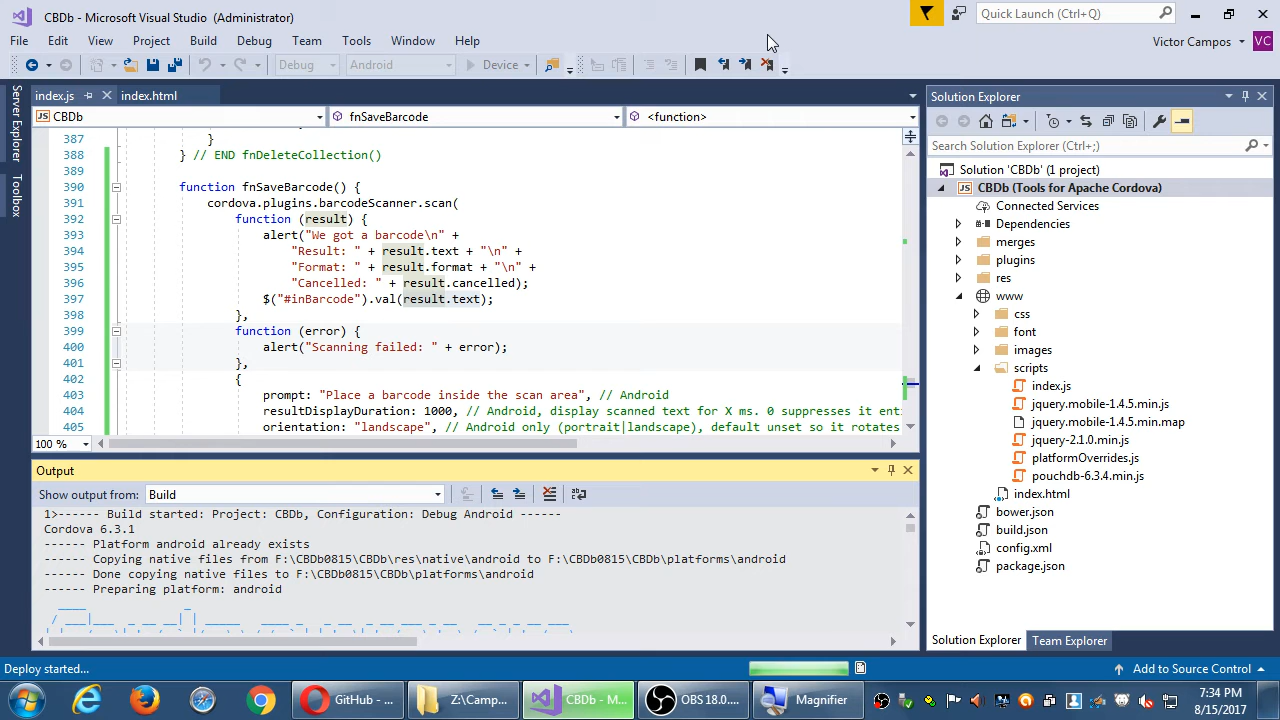 CBDb - Microsoft Visual Studio (Administrator)
Quick Launch (Ctrl+Q)
File Edit View Project Build Debug Team Tools Window Help
Victor Campos VC
Debug Android Device
Server Explorer
Toolbox
index.js index.html
CBDb fnSaveBarcode <function>
387 }
388 } // END fnDeleteCollection()
389
390 function fnSaveBarcode() {
391 cordova.plugins.barcodeScanner.scan(
392 function (result) {
393 alert("We got a barcode\n" +
394 "Result: " + result.text + "\n" +
395 "Format: " + result.format + "\n" +
396 "Cancelled: " + result.cancelled);
397 $("#inBarcode").val(result.text);
398 },
399 function (error) {
400 alert("Scanning failed: " + error);
401 },
402 {
403 prompt: "Place a barcode inside the scan area", // Android
404 resultDisplayDuration: 1000, // Android, display scanned text for X ms. 0 suppresses it enti
405 orientation: "landscape", // Android only (portrait|landscape), default unset so it rotates
100 %
Output
Show output from: Build
1>------ Build started: Project: CBDb, Configuration: Debug Android ------
Cordova 6.3.1
------ Platform android already exists
------ Copying native files from F:\CBDb0815\CBDb\res\native\android to F:\CBDb0815\CBDb\platforms\android
------ Done copying native files to F:\CBDb0815\CBDb\platforms\android
------ Preparing platform: android
Solution Explorer
Search Solution Explorer (Ctrl+;)
Solution 'CBDb' (1 project)
CBDb (Tools for Apache Cordova)
Connected Services
Dependencies
merges
plugins
res
www
css
font
images
scripts
index.js
jquery.mobile-1.4.5.min.js
jquery.mobile-1.4.5.min.map
jquery-2.1.0.min.js
platformOverrides.js
pouchdb-6.3.4.min.js
index.html
bower.json
build.json
config.xml
package.json
Solution Explorer Team Explorer
Deploy started...
Add to Source Control
GitHub - ... Z:\Camp... CBDb - M... OBS 18.0.... Magnifier
7:34 PM
8/15/2017